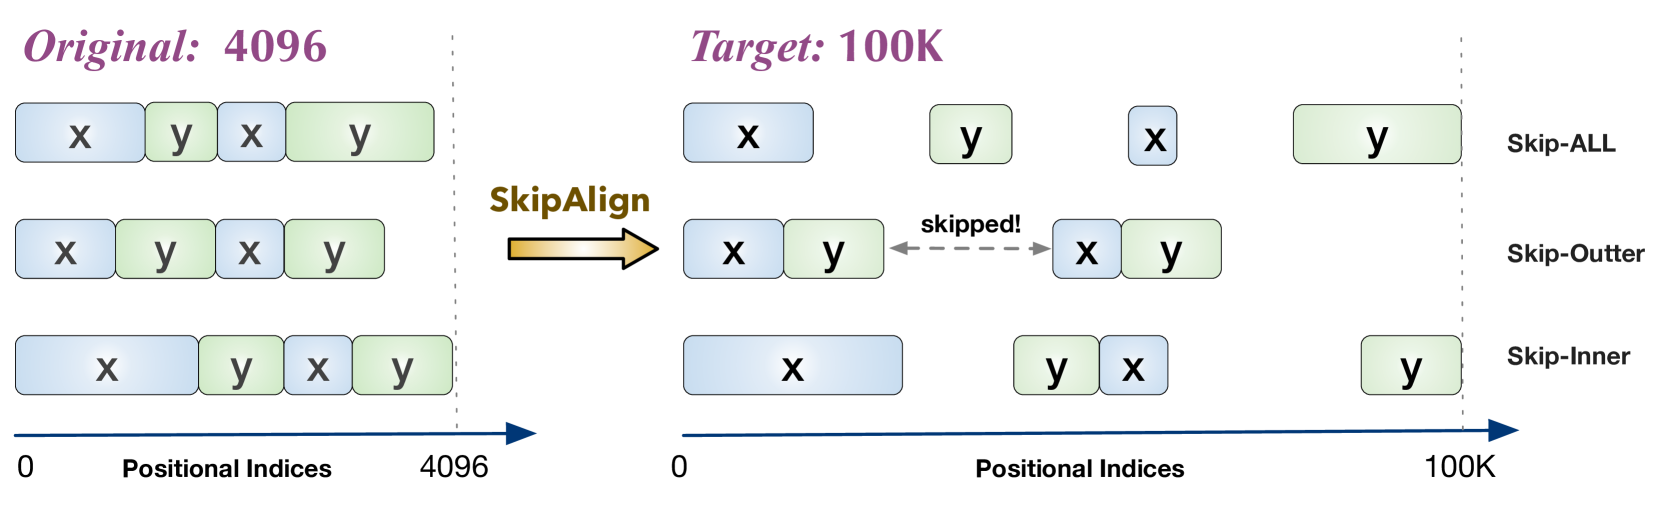 Original: 4096
Target: 100K
x y x y
x y x y
Skip-ALL
SkipAlign
x y x y
x y skipped! x y
Skip-Outter
x y x y
x y x y
Skip-Inner
0 Positional Indices 4096
0 Positional Indices 100K